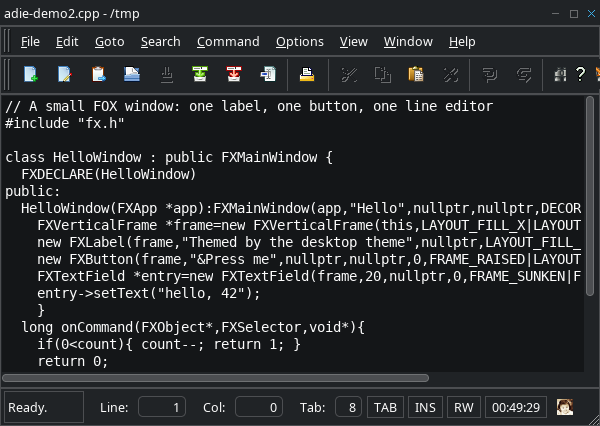 adie-demo2.cpp - /tmp
File Edit Goto Search Command Options View Window Help
// A small FOX window: one label, one button, one line editor
#include "fx.h"
class HelloWindow : public FXMainWindow {
FXDECLARE(HelloWindow)
public:
HelloWindow(FXApp *app):FXMainWindow(app,"Hello",nullptr,nullptr,DECOR
FXVerticalFrame *frame=new FXVerticalFrame(this,LAYOUT_FILL_X|LAYOUT
new FXLabel(frame,"Themed by the desktop theme",nullptr,LAYOUT_FILL_
new FXButton(frame,"&Press me",nullptr,nullptr,0,FRAME_RAISED|LAYOUT
FXTextField *entry=new FXTextField(frame,20,nullptr,0,FRAME_SUNKEN|F
entry->setText("hello, 42");
}
long onCommand(FXObject*,FXSelector,void*){
if(0<count){ count--; return 1; }
return 0;
Ready. Line: 1 Col: 0 Tab: 8 TAB INS RW 00:49:29